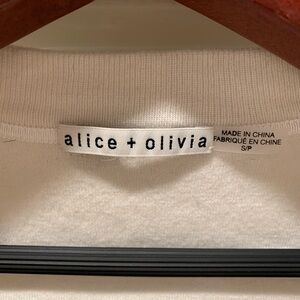 alice + olivia
MADE IN CHINA
FABRIQUÉ EN CHINE
S/P